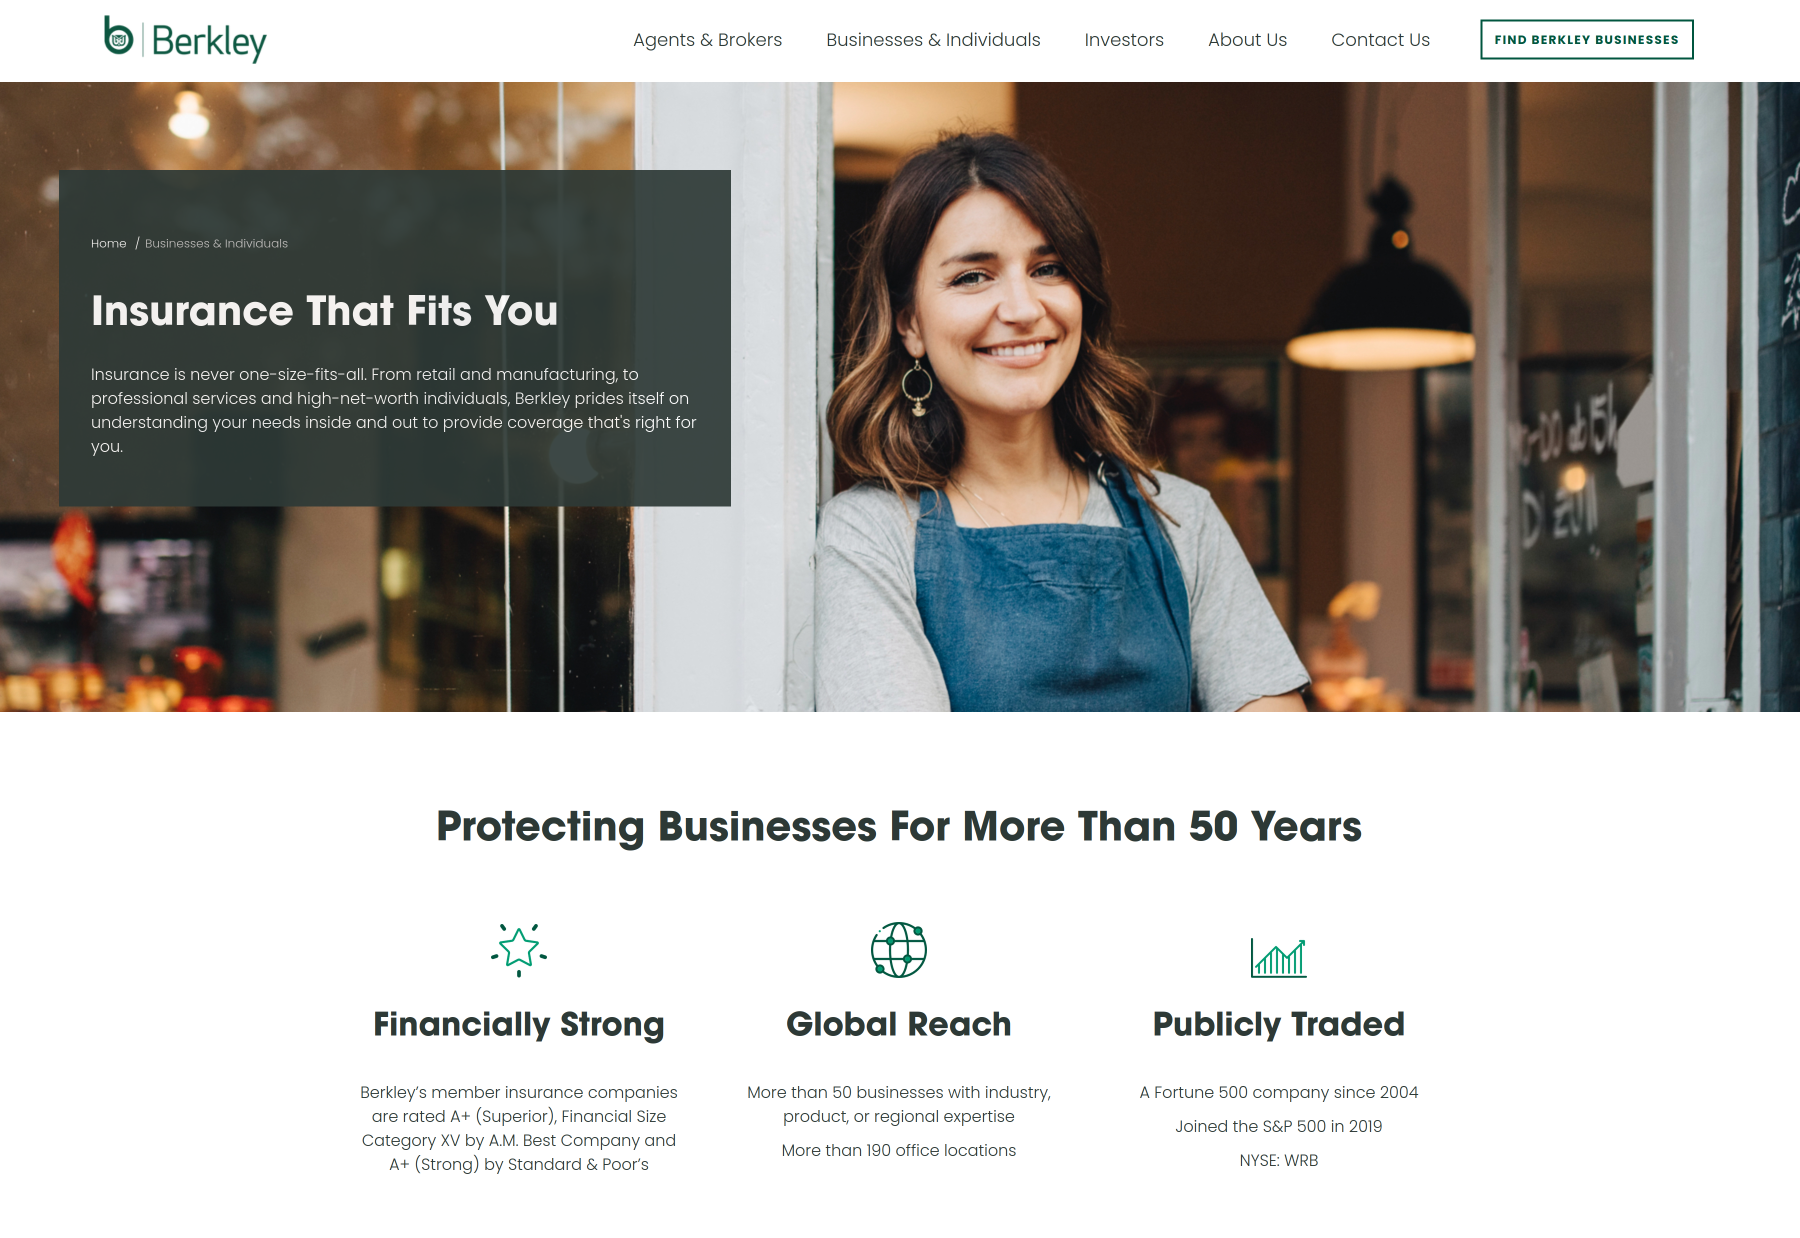 b | Berkley
Agents & Brokers
Businesses & Individuals
Investors
About Us
Contact Us
FIND BERKLEY BUSINESSES
Home / Businesses & Individuals
Insurance That Fits You
Insurance is never one-size-fits-all. From retail and manufacturing, to
professional services and high-net-worth individuals, Berkley prides itself on
understanding your needs inside and out to provide coverage that's right for
you.
Protecting Businesses For More Than 50 Years
Financially Strong
Berkley’s member insurance companies
are rated A+ (Superior), Financial Size
Category XV by A.M. Best Company and
A+ (Strong) by Standard & Poor’s
Global Reach
More than 50 businesses with industry,
product, or regional expertise
More than 190 office locations
Publicly Traded
A Fortune 500 company since 2004
Joined the S&P 500 in 2019
NYSE: WRB